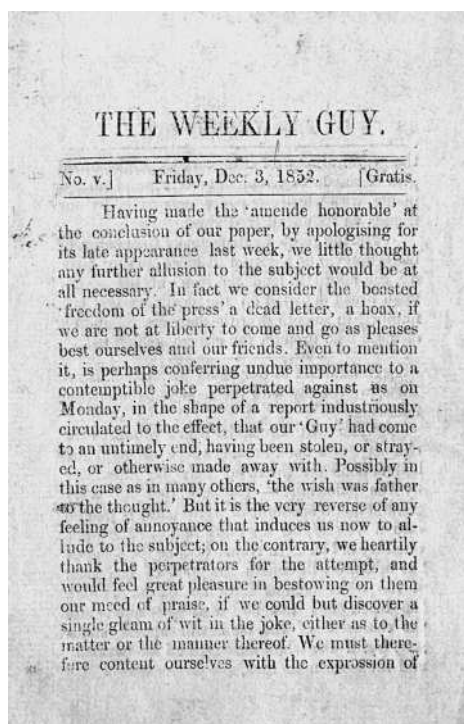 THE WEEKLY GUY.
No. v.] Friday, Dec. 3, 1852. [Gratis.
Having made the 'amende honorable' at
the conclusion of our paper, by apologising for
its late appearance last week, we little thought
any further allusion to the subject would be at
all necessary. In fact we consider the boasted
'freedom of the press' a dead letter, a hoax, if
we are not at liberty to come and go as pleases
best ourselves and our friends. Even to mention
it, is perhaps conferring undue importance to a
contemptible joke perpetrated against us on
Monday, in the shape of a report industriously
circulated to the effect, that our 'Guy' had come
to an untimely end, having been stolen, or stray-
ed, or otherwise made away with. Possibly in
this case as in many others, 'the wish was father
to the thought.' But it is the very reverse of any
feeling of annoyance that induces us now to al-
lude to the subject; on the contrary, we heartily
thank the perpetrators for the attempt, and
would feel great pleasure in bestowing on them
our meed of praise, if we could but discover a
single gleam of wit in the joke, either as to the
matter or the manner thereof. We must there-
fore content ourselves with the expression of